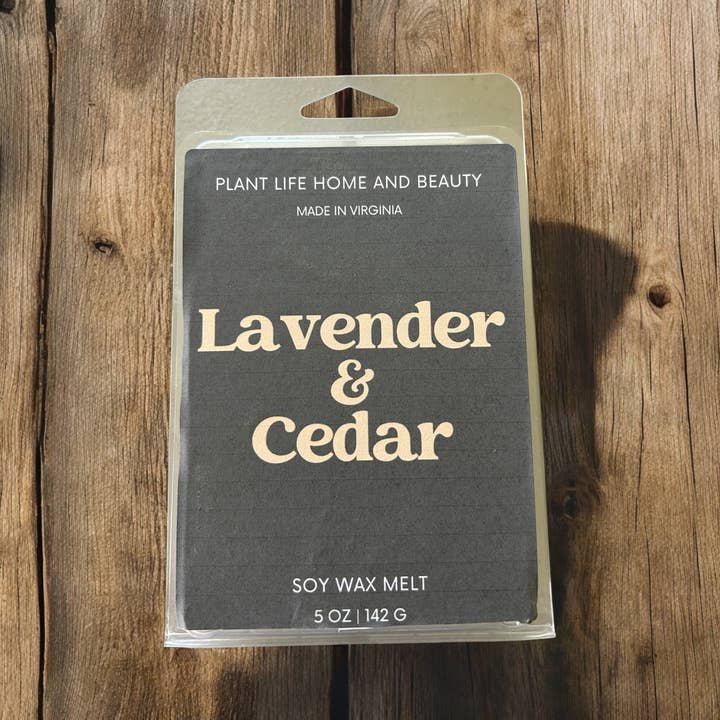 PLANT LIFE HOME AND BEAUTY
MADE IN VIRGINIA
Lavender
&
Cedar
SOY WAX MELT
5 OZ | 142 G